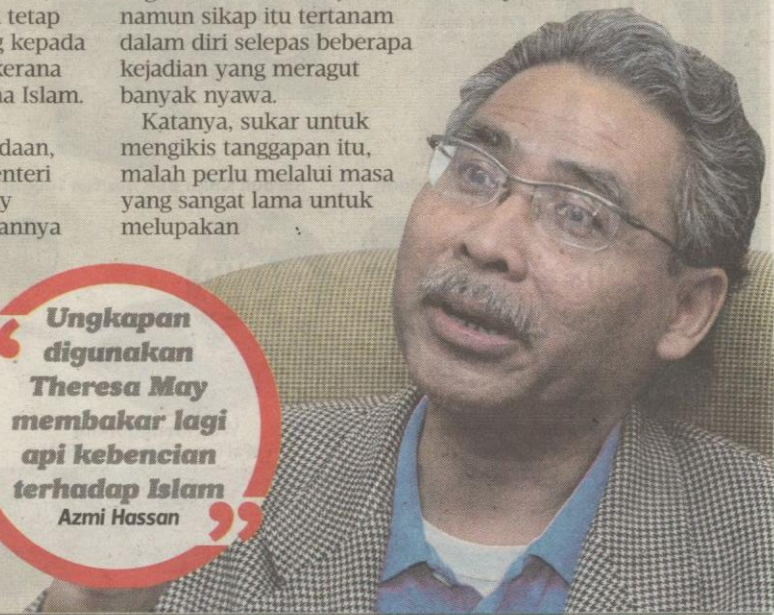 tetap
kepada
kerana
Islam.
daan,
enteri
y
annya
namun sikap itu tertanam
dalam diri selepas beberapa
kejadian yang meragut
banyak nyawa.
Katanya, sukar untuk
mengikis tanggapan itu,
malah perlu melalui masa
yang sangat lama untuk
melupakan
“Ungkapan
digunakan
Theresa May
membakar lagi
api kebencian
terhadap Islam”
Azmi Hassan